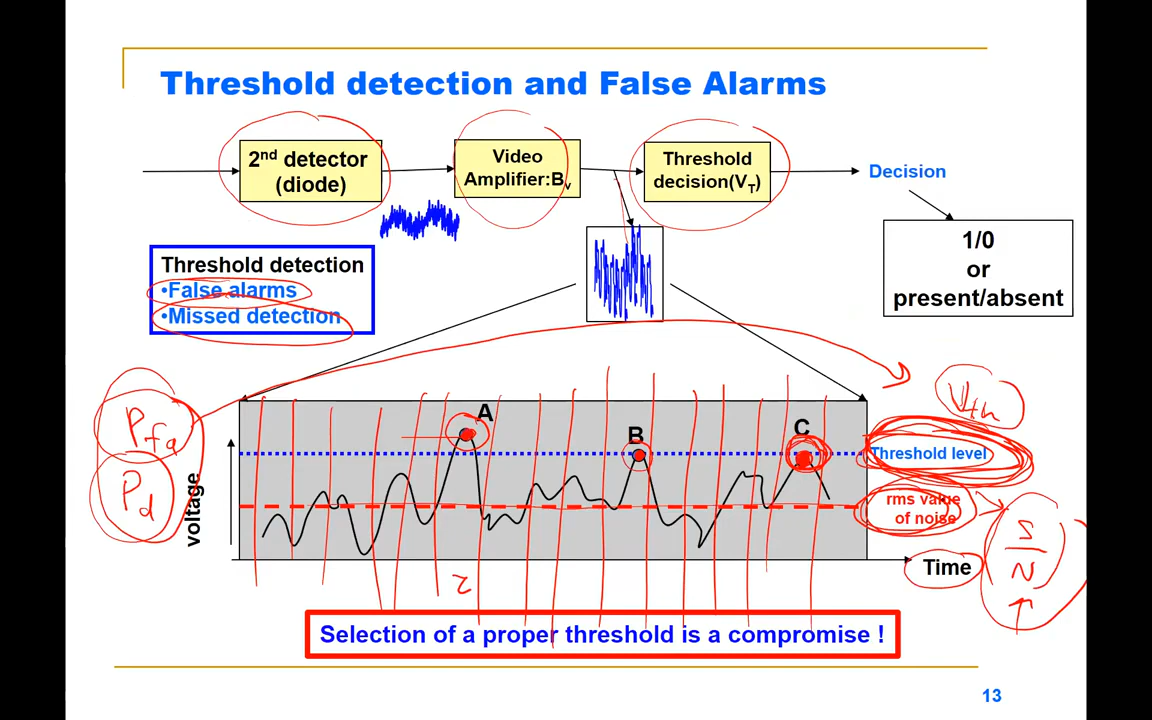 Threshold detection and False Alarms
2nd detector
(diode)
Video
Amplifier:Bv
Threshold
decision(VT)
Decision
1/0
or
present/absent
Threshold detection
•False alarms
•Missed detection
A
B
C
Vth
Threshold level
rms value
of noise
Pfa
Pd
voltage
Time
S
N
τ
Selection of a proper threshold is a compromise !
13